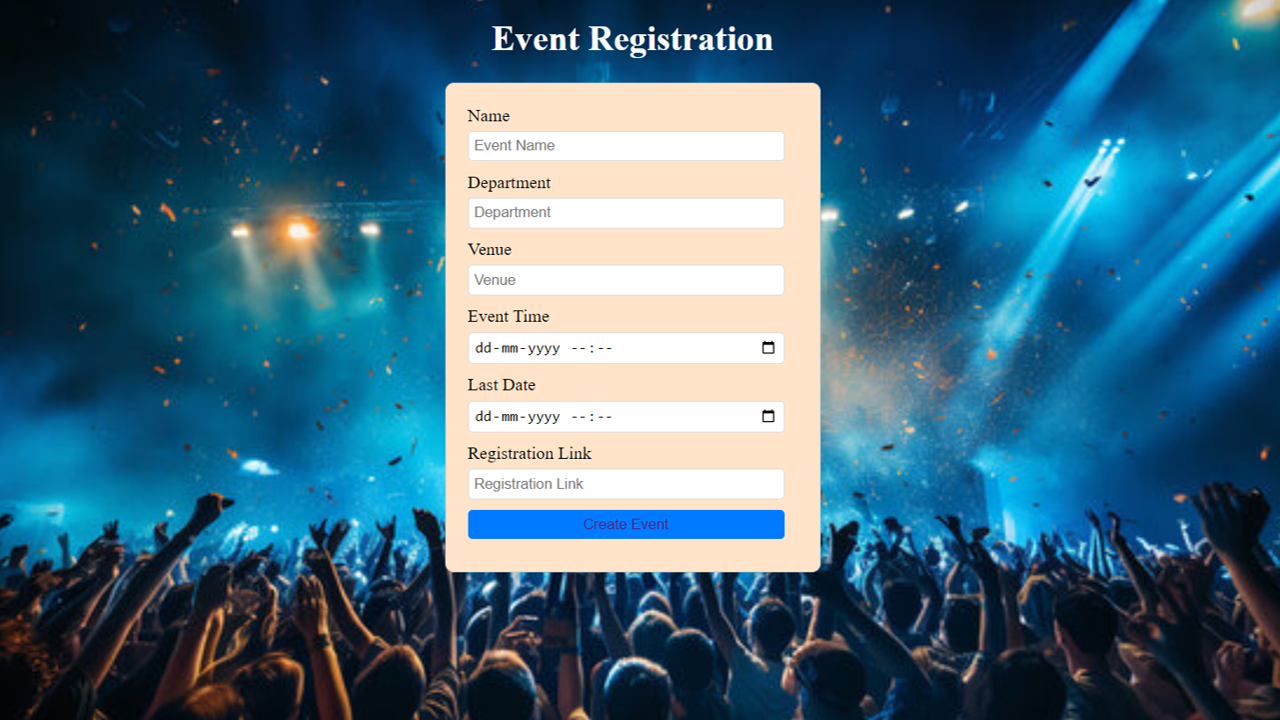 Event Registration
Name
Event Name
Department
Department
Venue
Venue
Event Time
dd-mm-yyyy --:--
Last Date
dd-mm-yyyy --:--
Registration Link
Registration Link
Create Event